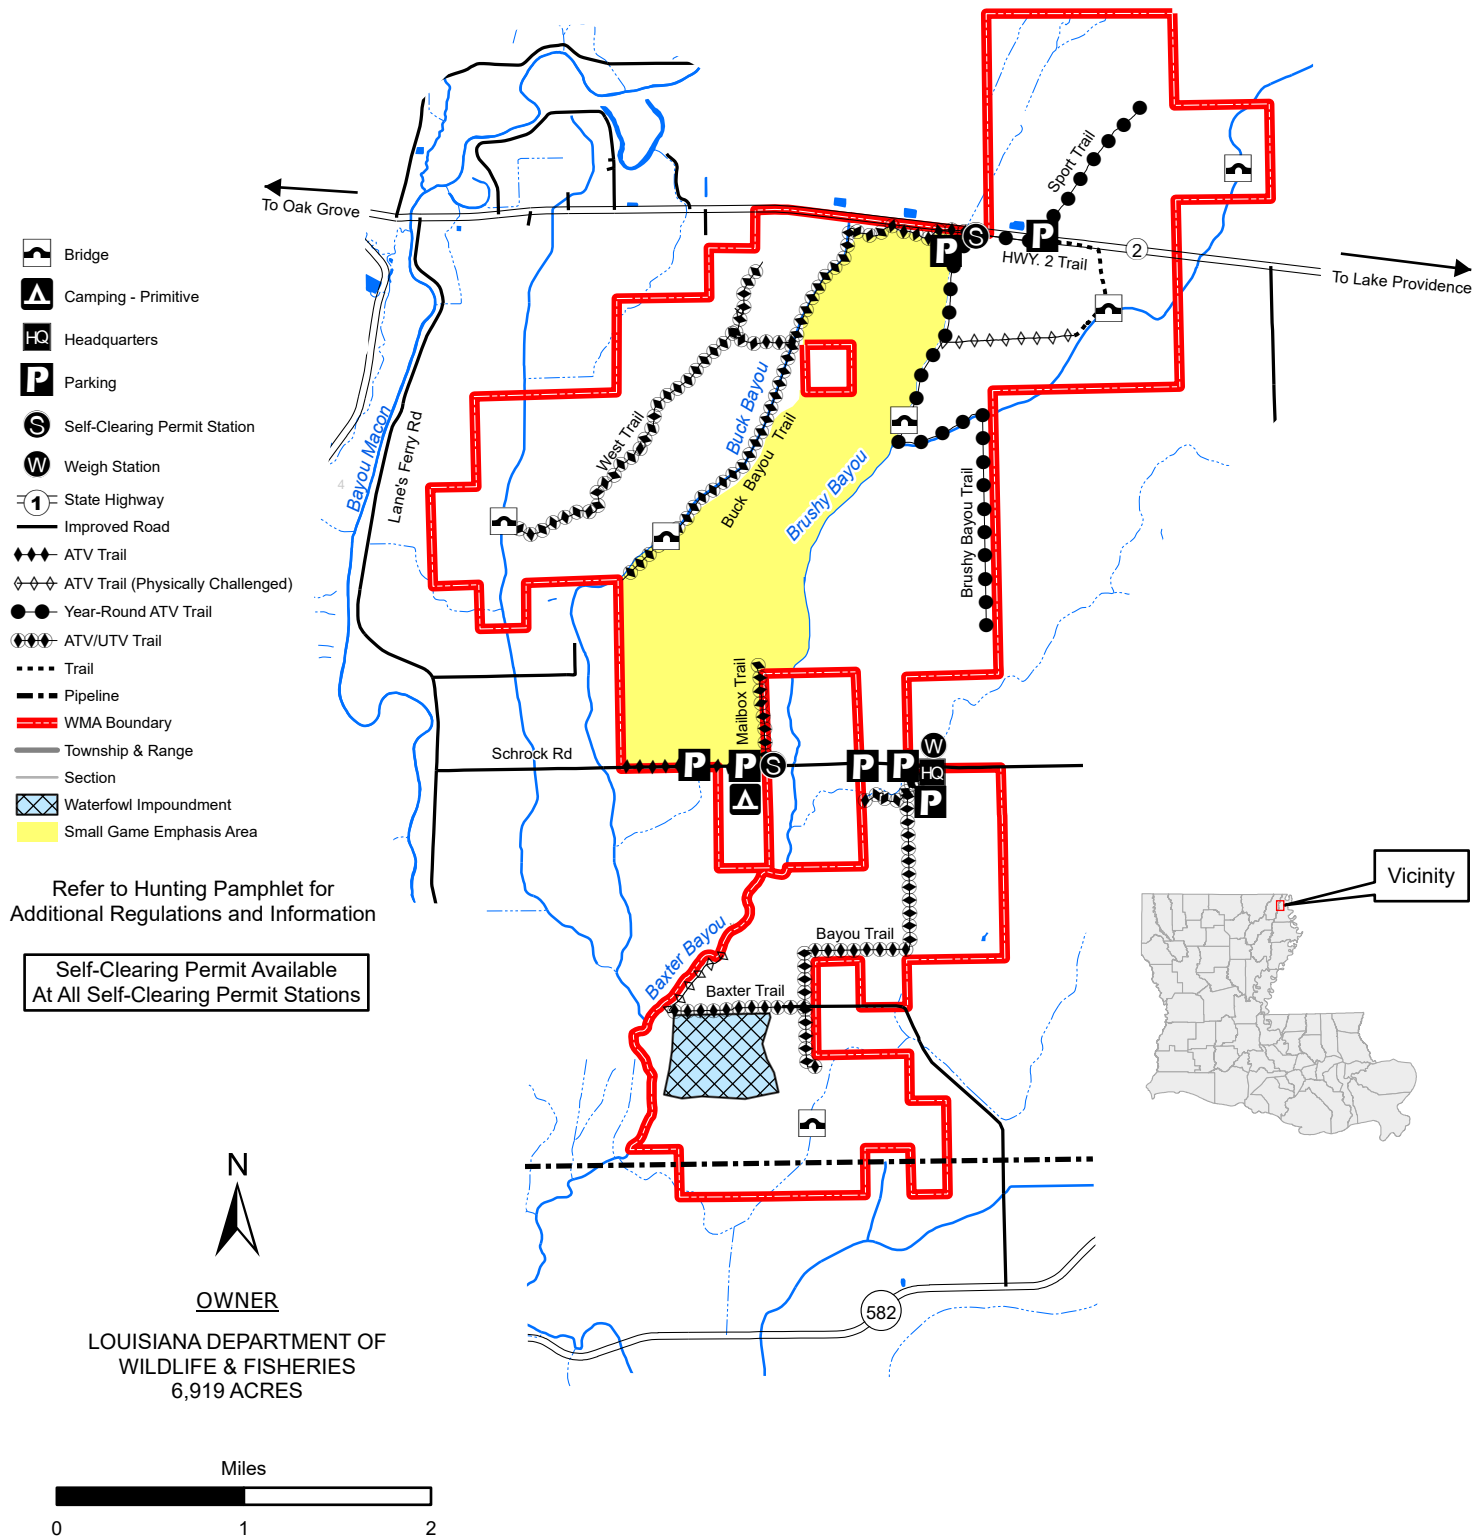 To Oak Grove
Sport Trail
HWY. 2 Trail
2
To Lake Providence
P
S
P
Bridge
Camping - Primitive
HQ
Headquarters
P
Parking
S
Self-Clearing Permit Station
W
Weigh Station
1
State Highway
Improved Road
ATV Trail
ATV Trail (Physically Challenged)
Year-Round ATV Trail
ATV/UTV Trail
Trail
Pipeline
WMA Boundary
Township & Range
Section
Waterfowl Impoundment
Small Game Emphasis Area
Bayou Macon
Lane's Ferry Rd
4
West Trail
Buck Bayou
Buck Bayou Trail
Brushy Bayou
Brushy Bayou Trail
Mailbox Trail
Schrock Rd
P
P
S
P
P
W
HQ
P
Refer to Hunting Pamphlet for
Additional Regulations and Information
Self-Clearing Permit Available
At All Self-Clearing Permit Stations
Vicinity
Bayou Trail
Baxter Bayou
Baxter Trail
N
OWNER
LOUISIANA DEPARTMENT OF
WILDLIFE & FISHERIES
6,919 ACRES
582
Miles
0 1 2